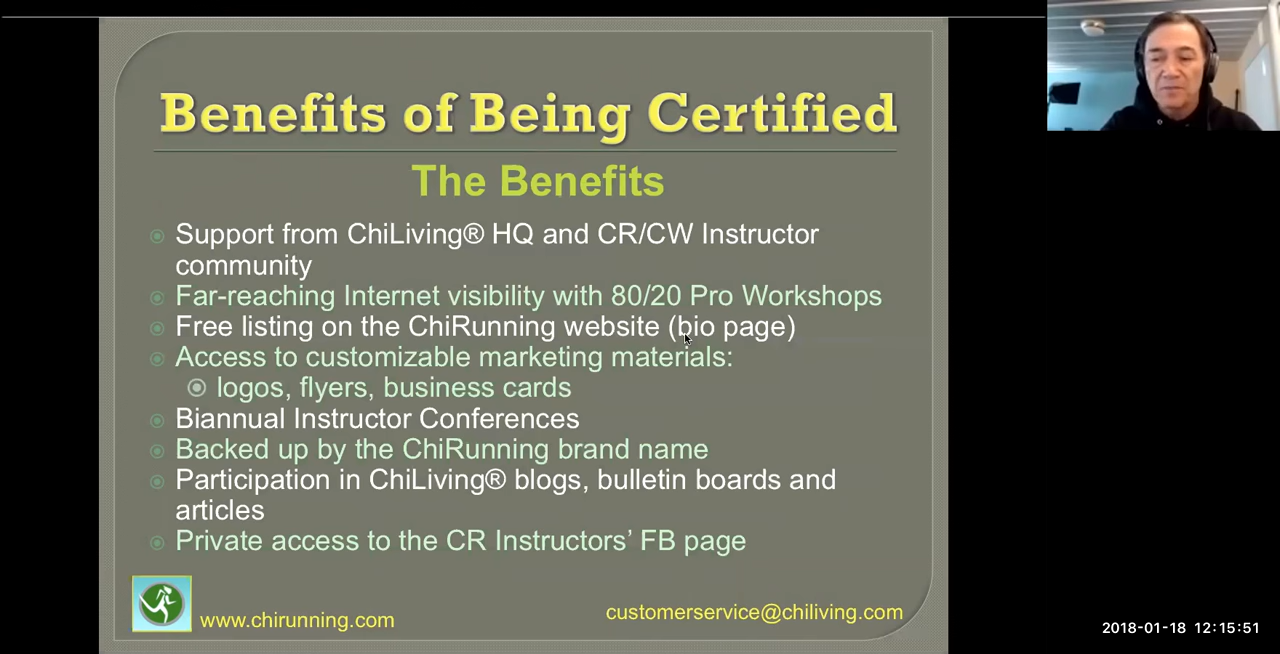 Benefits of Being Certified
The Benefits
Support from ChiLiving® HQ and CR/CW Instructor
community
Far-reaching Internet visibility with 80/20 Pro Workshops
Free listing on the ChiRunning website (bio page)
Access to customizable marketing materials:
logos, flyers, business cards
Biannual Instructor Conferences
Backed up by the ChiRunning brand name
Participation in ChiLiving® blogs, bulletin boards and
articles
Private access to the CR Instructors’ FB page
www.chirunning.com
customerservice@chiliving.com
2018-01-18 12:15:51